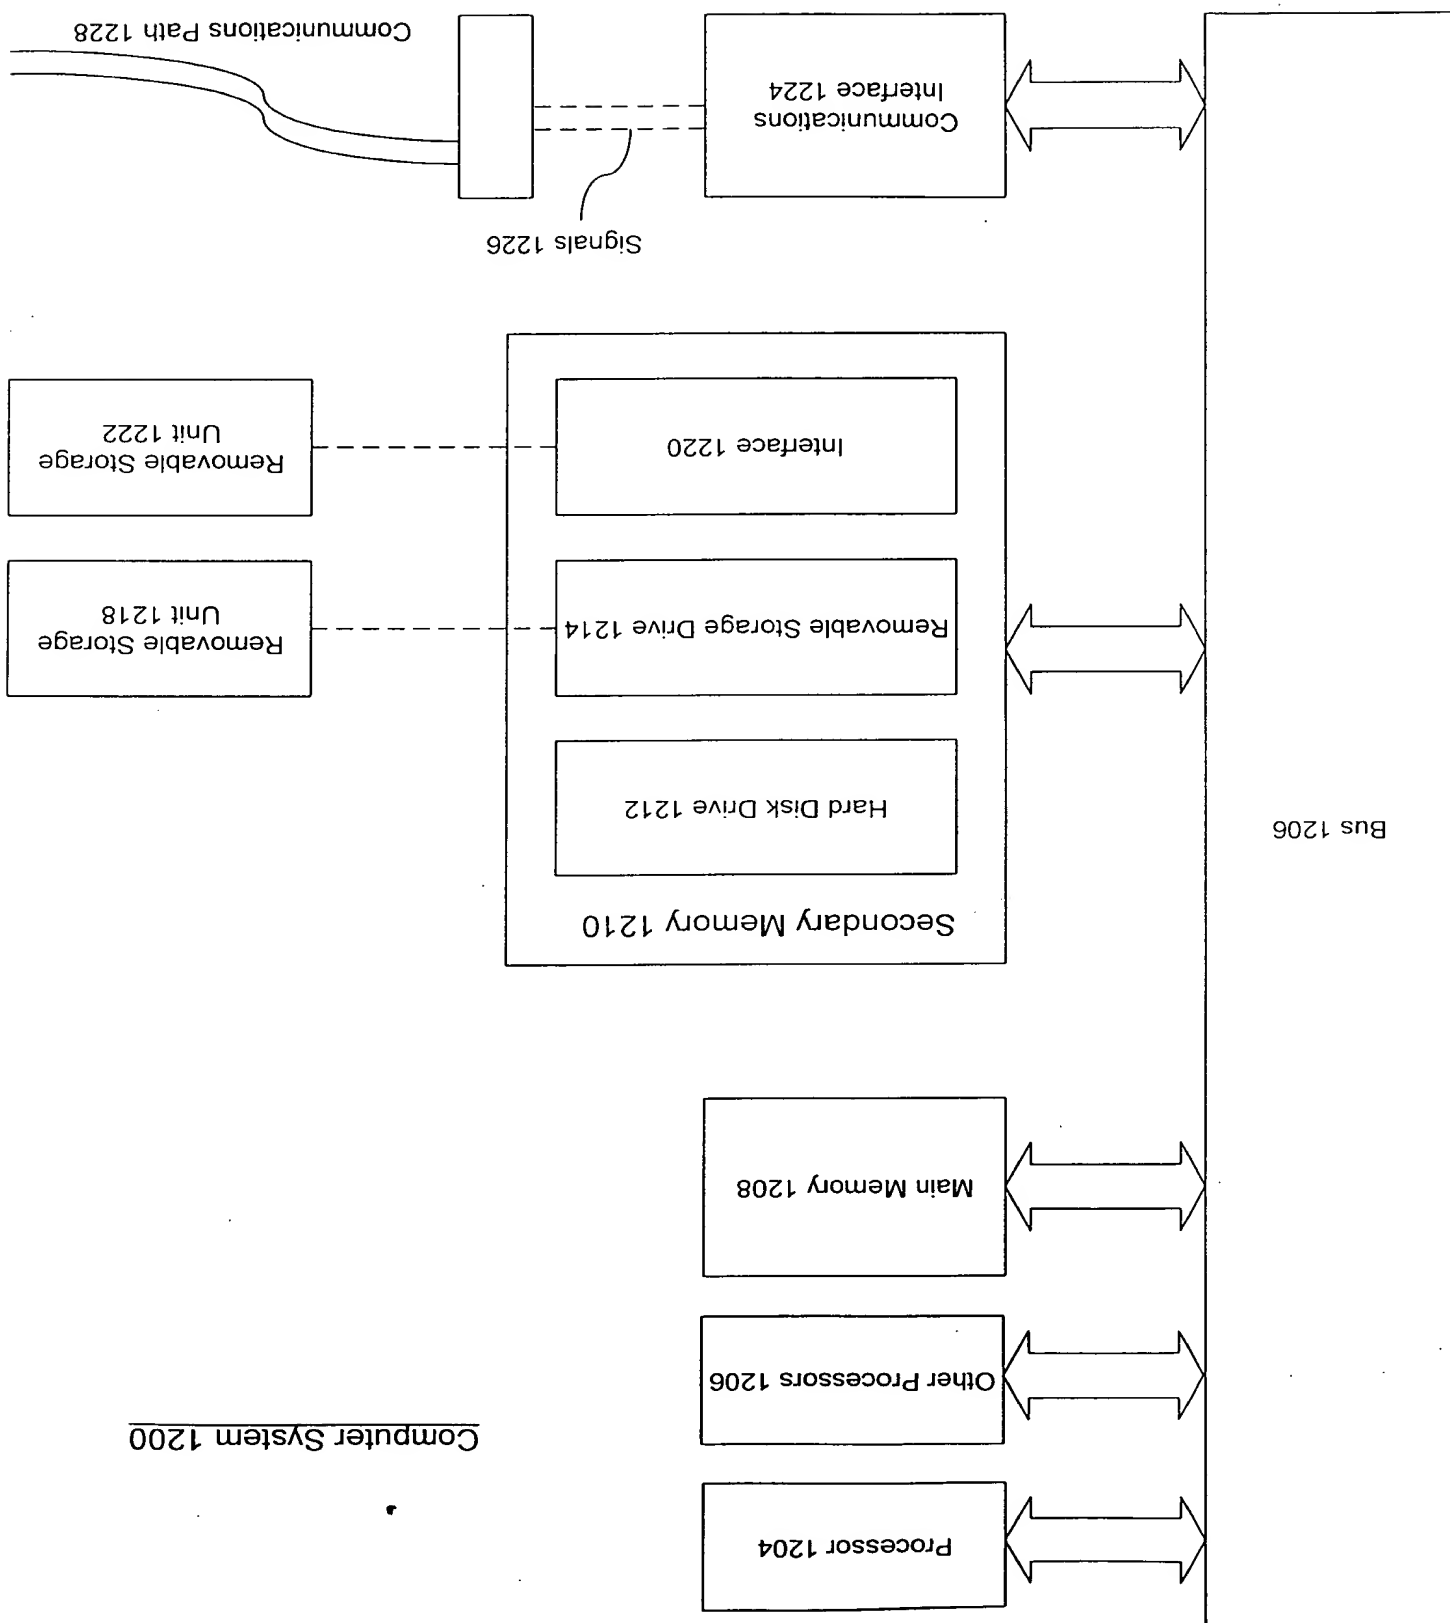 Computer System 1200
Processor 1204
Other Processors 1206
Main Memory 1208
Bus 1206
Secondary Memory 1210
Hard Disk Drive 1212
Removable Storage Drive 1214
Removable Storage
Unit 1218
Interface 1220
Removable Storage
Unit 1222
Signals 1226
Communications
Interface 1224
Communications Path 1228